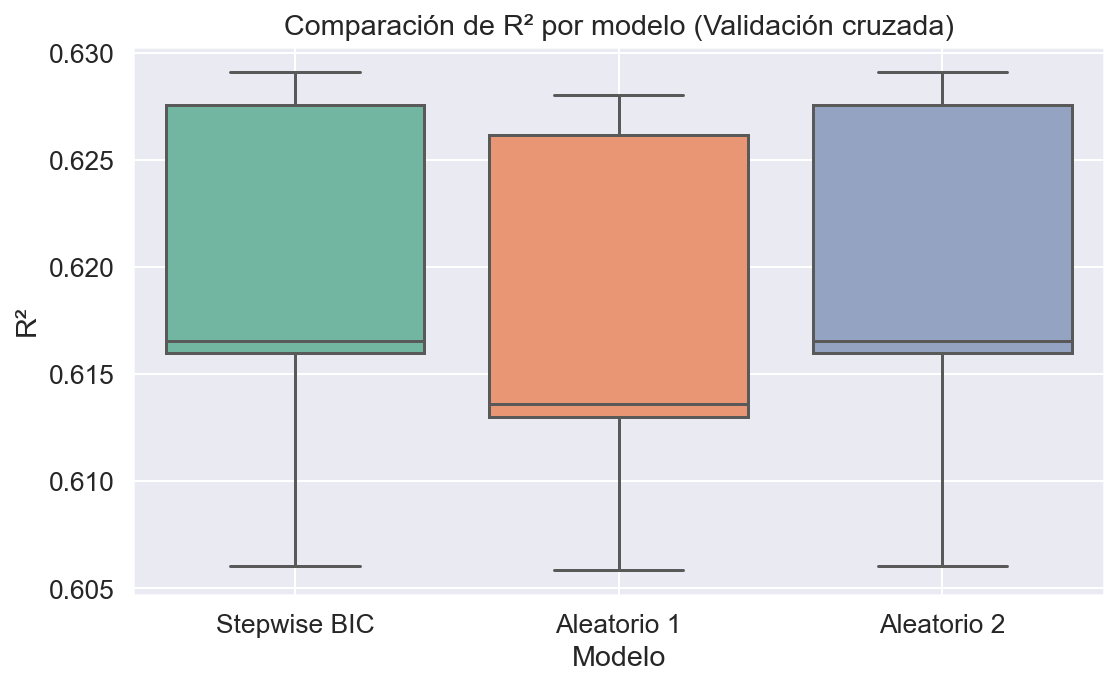 Comparación de R² por modelo (Validación cruzada)
0.630
0.625
0.620
0.615
0.610
0.605
R²
Stepwise BIC
Aleatorio 1
Aleatorio 2
Modelo